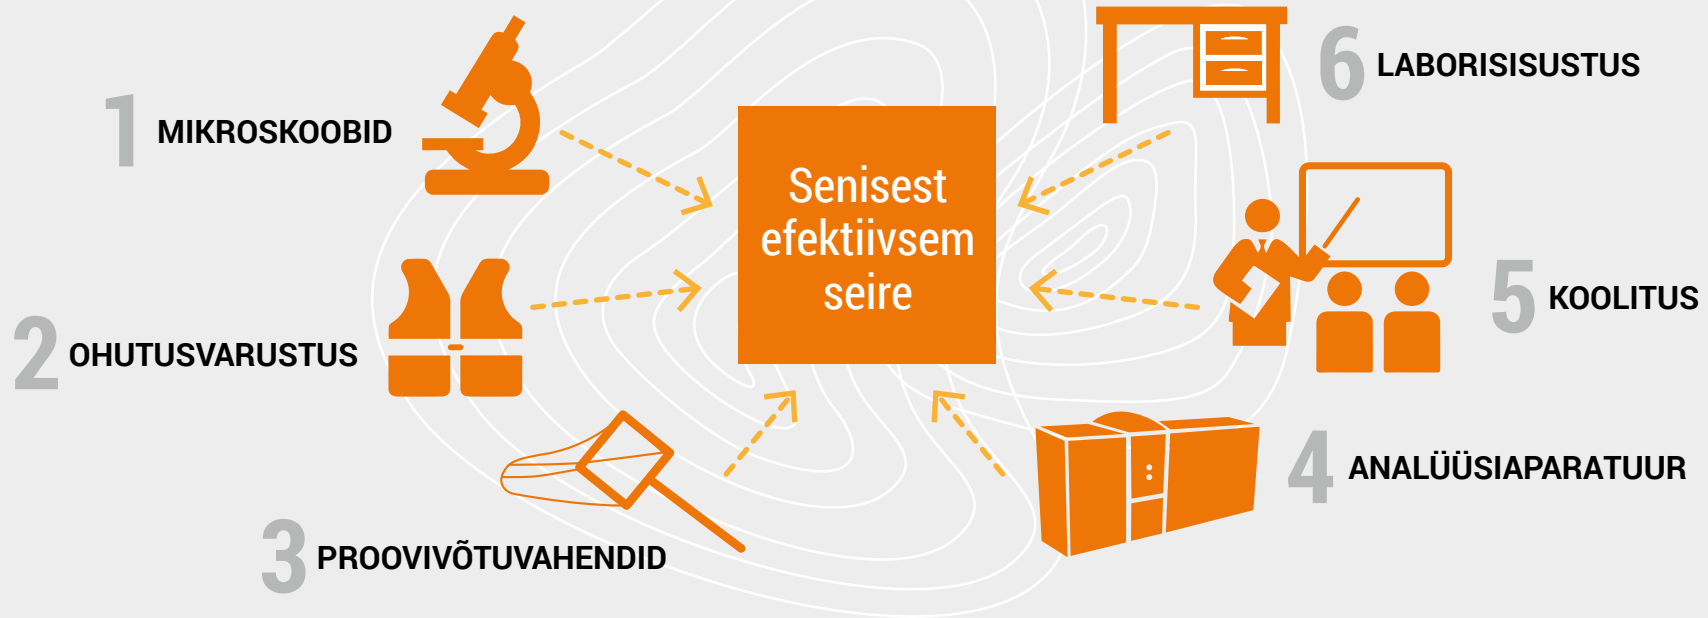 1 MIKROSKOOBID
2 OHUTUSVARUSTUS
3 PROOVIVÕTUVAHENDID
4 ANALÜÜSIAPARATUUR
5 KOOLITUS
6 LABORISISUSTUS
Senisest
efektiivsem
seire